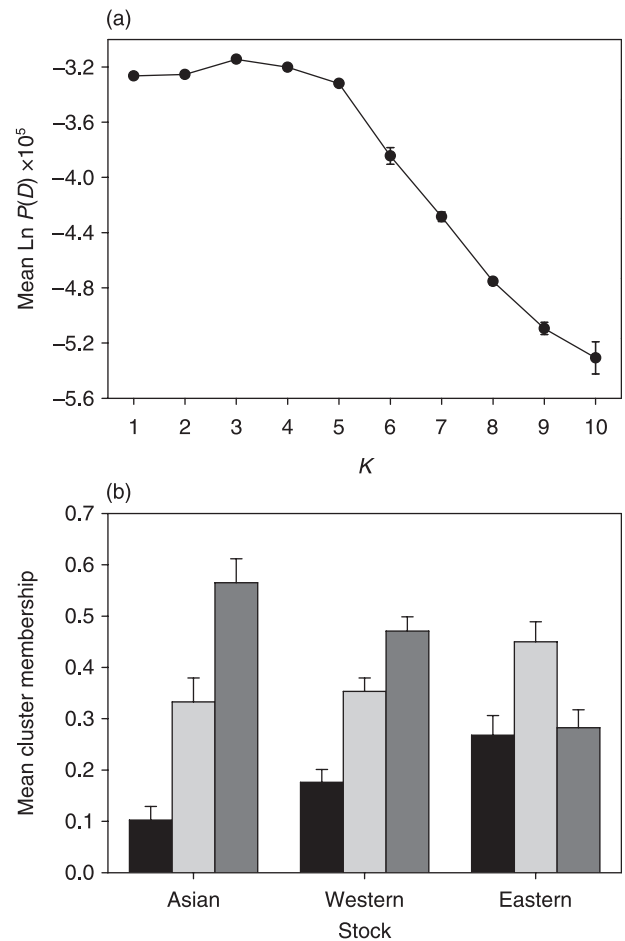 (a)
Mean Ln P(D) ×10⁵
−3.2
−3.6
−4.0
−4.4
−4.8
−5.2
−5.6
1 2 3 4 5 6 7 8 9 10
K
(b)
Mean cluster membership
0.7
0.6
0.5
0.4
0.3
0.2
0.1
0.0
Asian Western Eastern
Stock